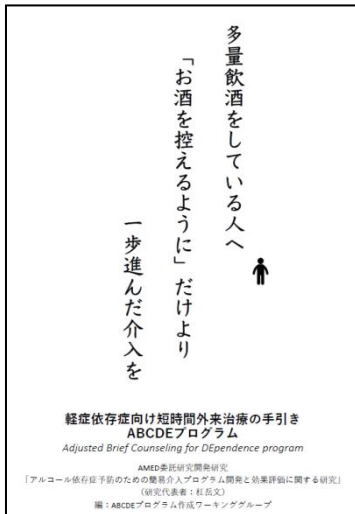 多量飲酒をしている人へ
「お酒を控えるように」だけより
一歩進んだ介入を
軽症依存症向け短時間外来治療の手引き
ABCDEプログラム
Adjusted Brief Counseling for DEpendence program
AMED委託研究開発研究
「アルコール依存症予防のための簡易介入プログラム開発と効果評価に関する研究」
（研究代表者：杠岳文）
編：ABCDEプログラム作成ワーキンググループ